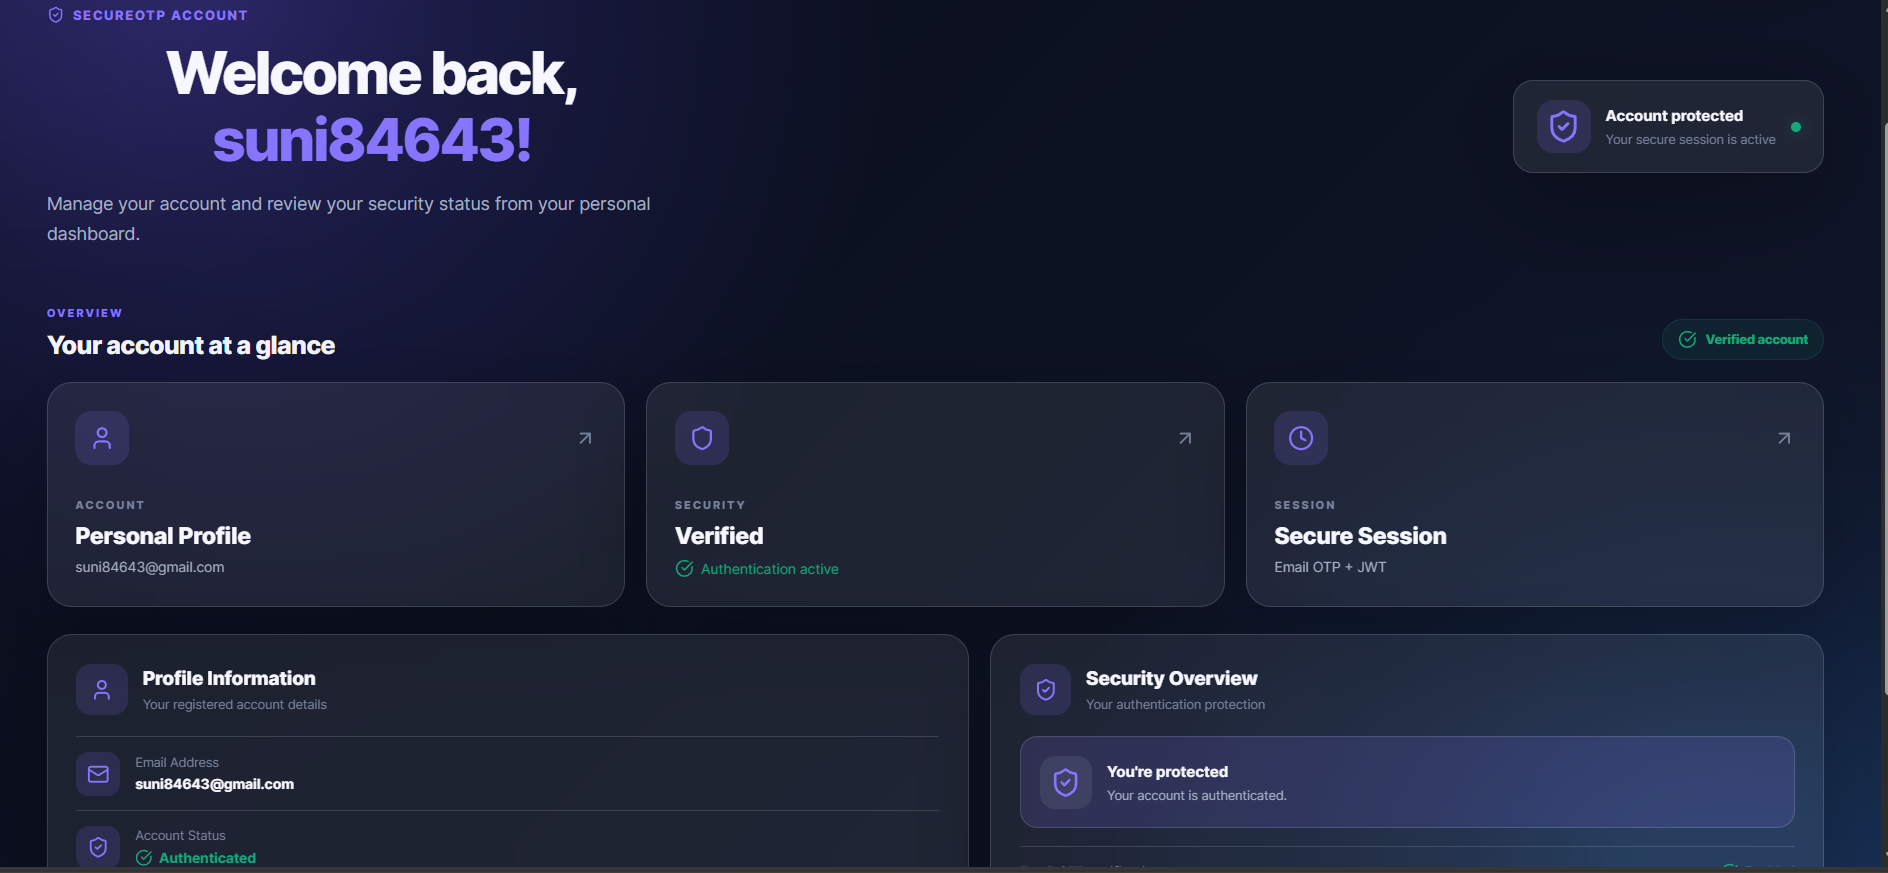 SECUREOTP ACCOUNT
Welcome back,
suni84643!
Manage your account and review your security status from your personal
dashboard.
Account protected
Your secure session is active
OVERVIEW
Your account at a glance
Verified account
ACCOUNT
Personal Profile
suni84643@gmail.com
SECURITY
Verified
Authentication active
SESSION
Secure Session
Email OTP + JWT
Profile Information
Your registered account details
Email Address
suni84643@gmail.com
Account Status
Authenticated
Security Overview
Your authentication protection
You're protected
Your account is authenticated.